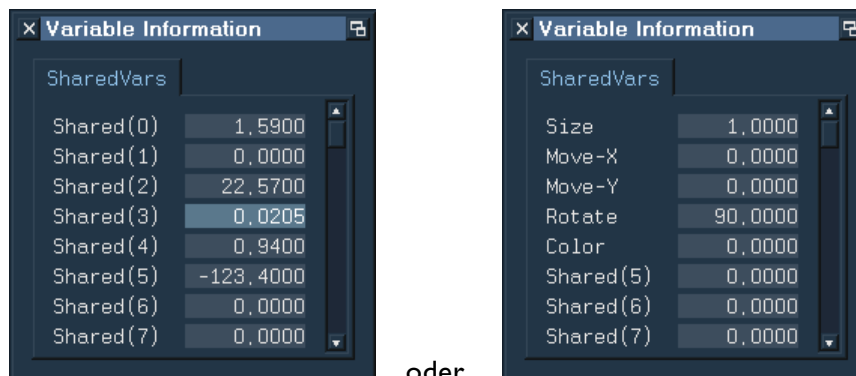 Variable Information
SharedVars
Shared(0) 1.5900
Shared(1) 0.0000
Shared(2) 22.5700
Shared(3) 0.0205
Shared(4) 0.9400
Shared(5) -123.4000
Shared(6) 0.0000
Shared(7) 0.0000
oder
Variable Information
SharedVars
Size 1.0000
Move-X 0.0000
Move-Y 0.0000
Rotate 90.0000
Color 0.0000
Shared(5) 0.0000
Shared(6) 0.0000
Shared(7) 0.0000